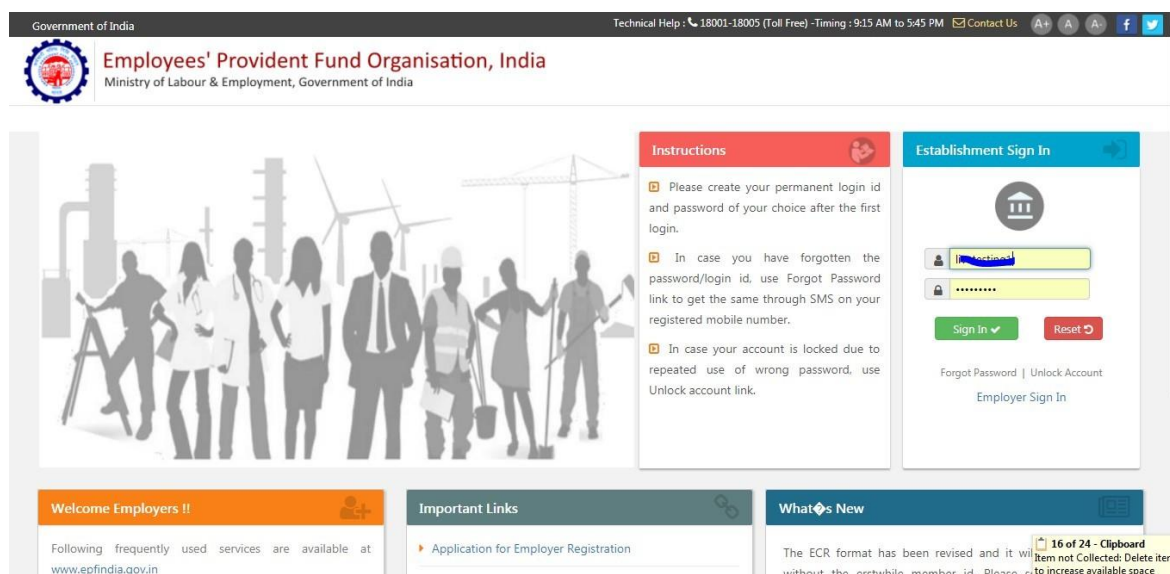 Government of India
Technical Help : 18001-18005 (Toll Free) -Timing : 9:15 AM to 5:45 PM Contact Us A+ A A-
Employees' Provident Fund Organisation, India
Ministry of Labour & Employment, Government of India
Instructions
Please create your permanent login id
and password of your choice after the first
login.
In case you have forgotten the
password/login id, use Forgot Password
link to get the same through SMS on your
registered mobile number.
In case your account is locked due to
repeated use of wrong password, use
Unlock account link.
Establishment Sign In
Sign In
Reset
Forgot Password | Unlock Account
Employer Sign In
Welcome Employers !!
Following frequently used services are available at
www.epfindia.gov.in
Important Links
Application for Employer Registration
What�s New
The ECR format has been revised and it
without the erstwhile member id. Please
16 of 24 - Clipboard
Item not Collected: Delete
to increase available space